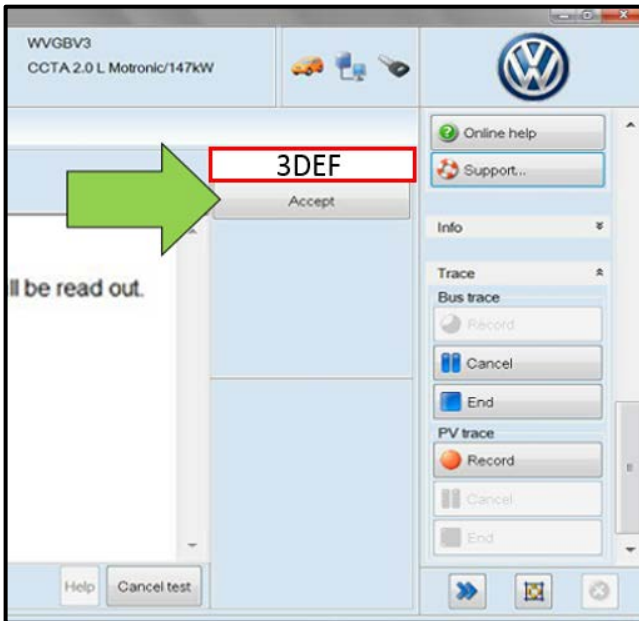 WVGBV3
CCTA 2.0 L Motronic/147kW
3DEF
Accept
ll be read out.
Help
Cancel test
Online help
Support...
Info
Trace
Bus trace
Record
Cancel
End
PV trace
Record
Cancel
End